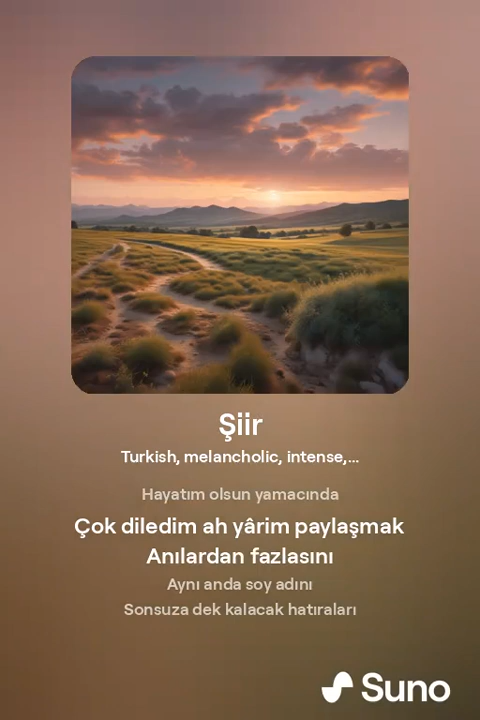 Şiir
Turkish, melancholic, intense,...
Hayatım olsun yamacında
Çok diledim ah yârim paylaşmak
Anılardan fazlasını
Aynı anda soy adını
Sonsuza dek kalacak hatıraları
Suno